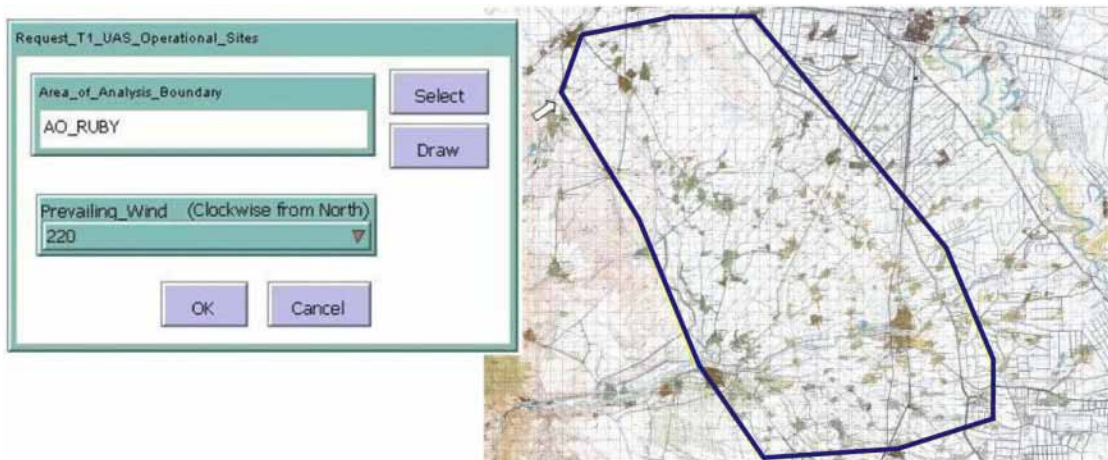 Request_T1_UAS_Operational_Sites
Area_of_Analysis_Boundary
AO_RUBY
Select
Draw
Prevailing_Wind (Clockwise from North)
220
OK
Cancel